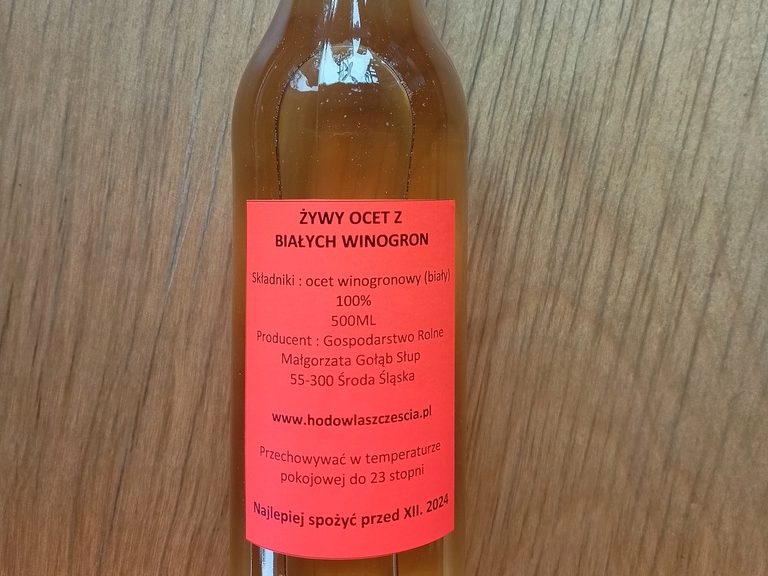 ŻYWY OCET Z
BIAŁYCH WINOGRON
Składniki : ocet winogronowy (biały)
100%
500ML
Producent : Gospodarstwo Rolne
Małgorzata Gołąb Słup
55-300 Środa Śląska
www.hodowlaszczescia.pl
Przechowywać w temperaturze
pokojowej do 23 stopni
Najlepiej spożyć przed XII. 2024